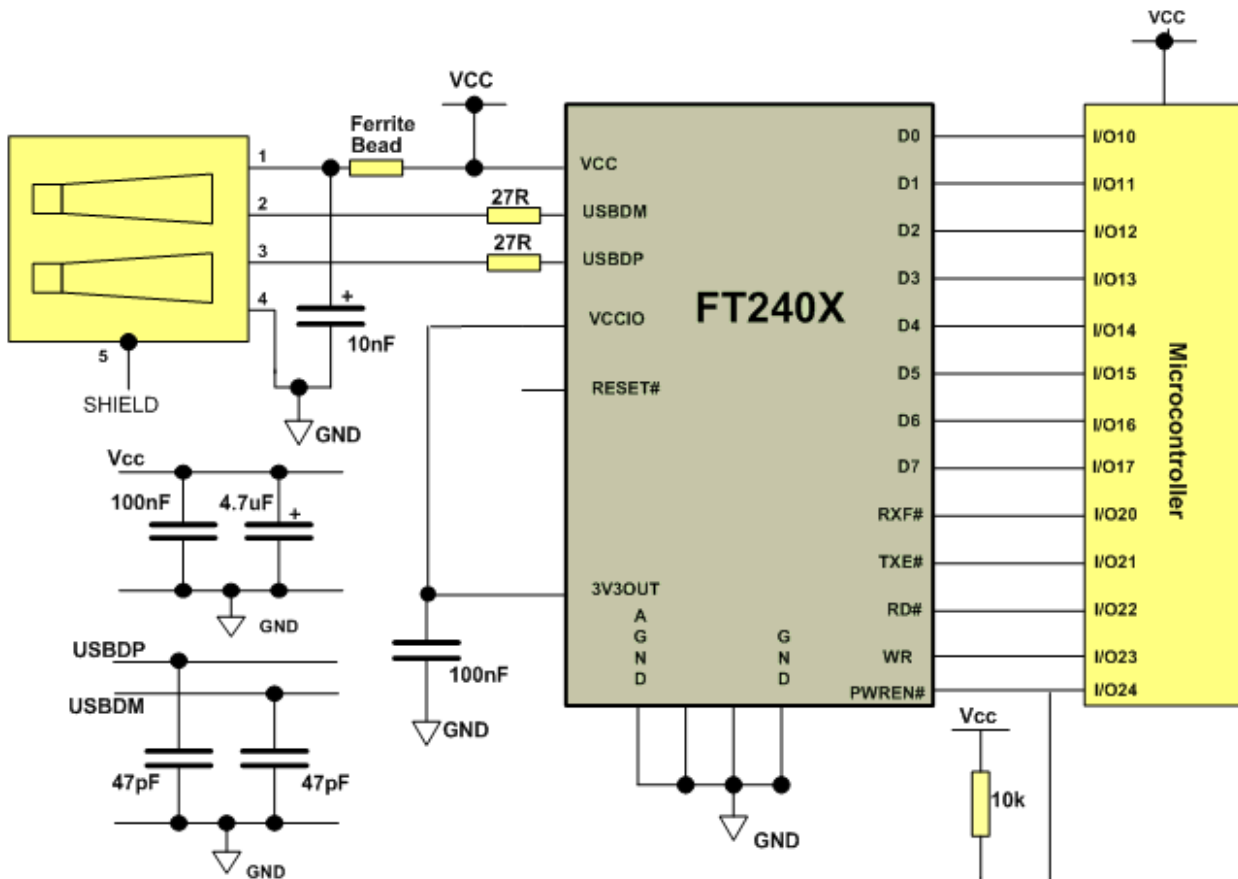 VCC
VCC
Ferrite
Bead
1
2
3
4
5
SHIELD
27R
27R
+
10nF
GND
VCC
USBDM
USBDP
VCCIO
RESET#
3V3OUT
AGND
GND
FT240X
D0
D1
D2
D3
D4
D5
D6
D7
RXF#
TXE#
RD#
WR
PWREN#
I/O10
I/O11
I/O12
I/O13
I/O14
I/O15
I/O16
I/O17
I/O20
I/O21
I/O22
I/O23
I/O24
Microcontroller
Vcc
100nF
4.7uF
+
GND
USBDP
USBDM
47pF
47pF
GND
100nF
GND
GND
Vcc
10k